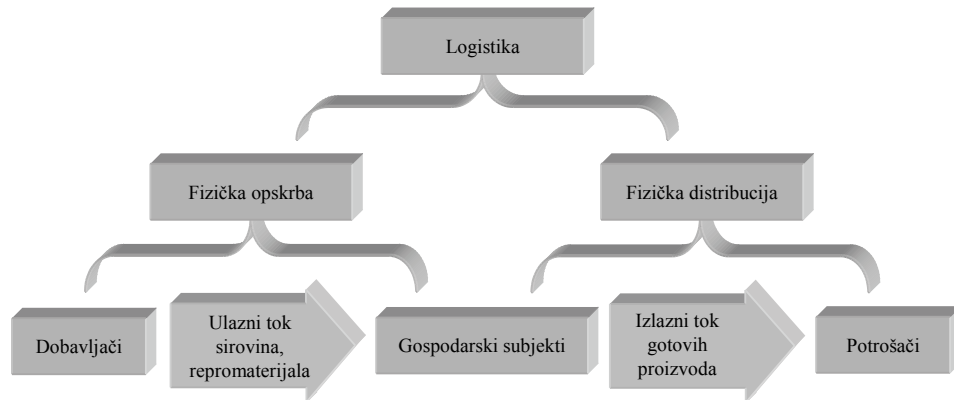 Logistika
Fizička opskrba
Fizička distribucija
Dobavljači
Ulazni tok
sirovina,
repromaterijala
Gospodarski subjekti
Izlazni tok
gotovih
proizvoda
Potrošači